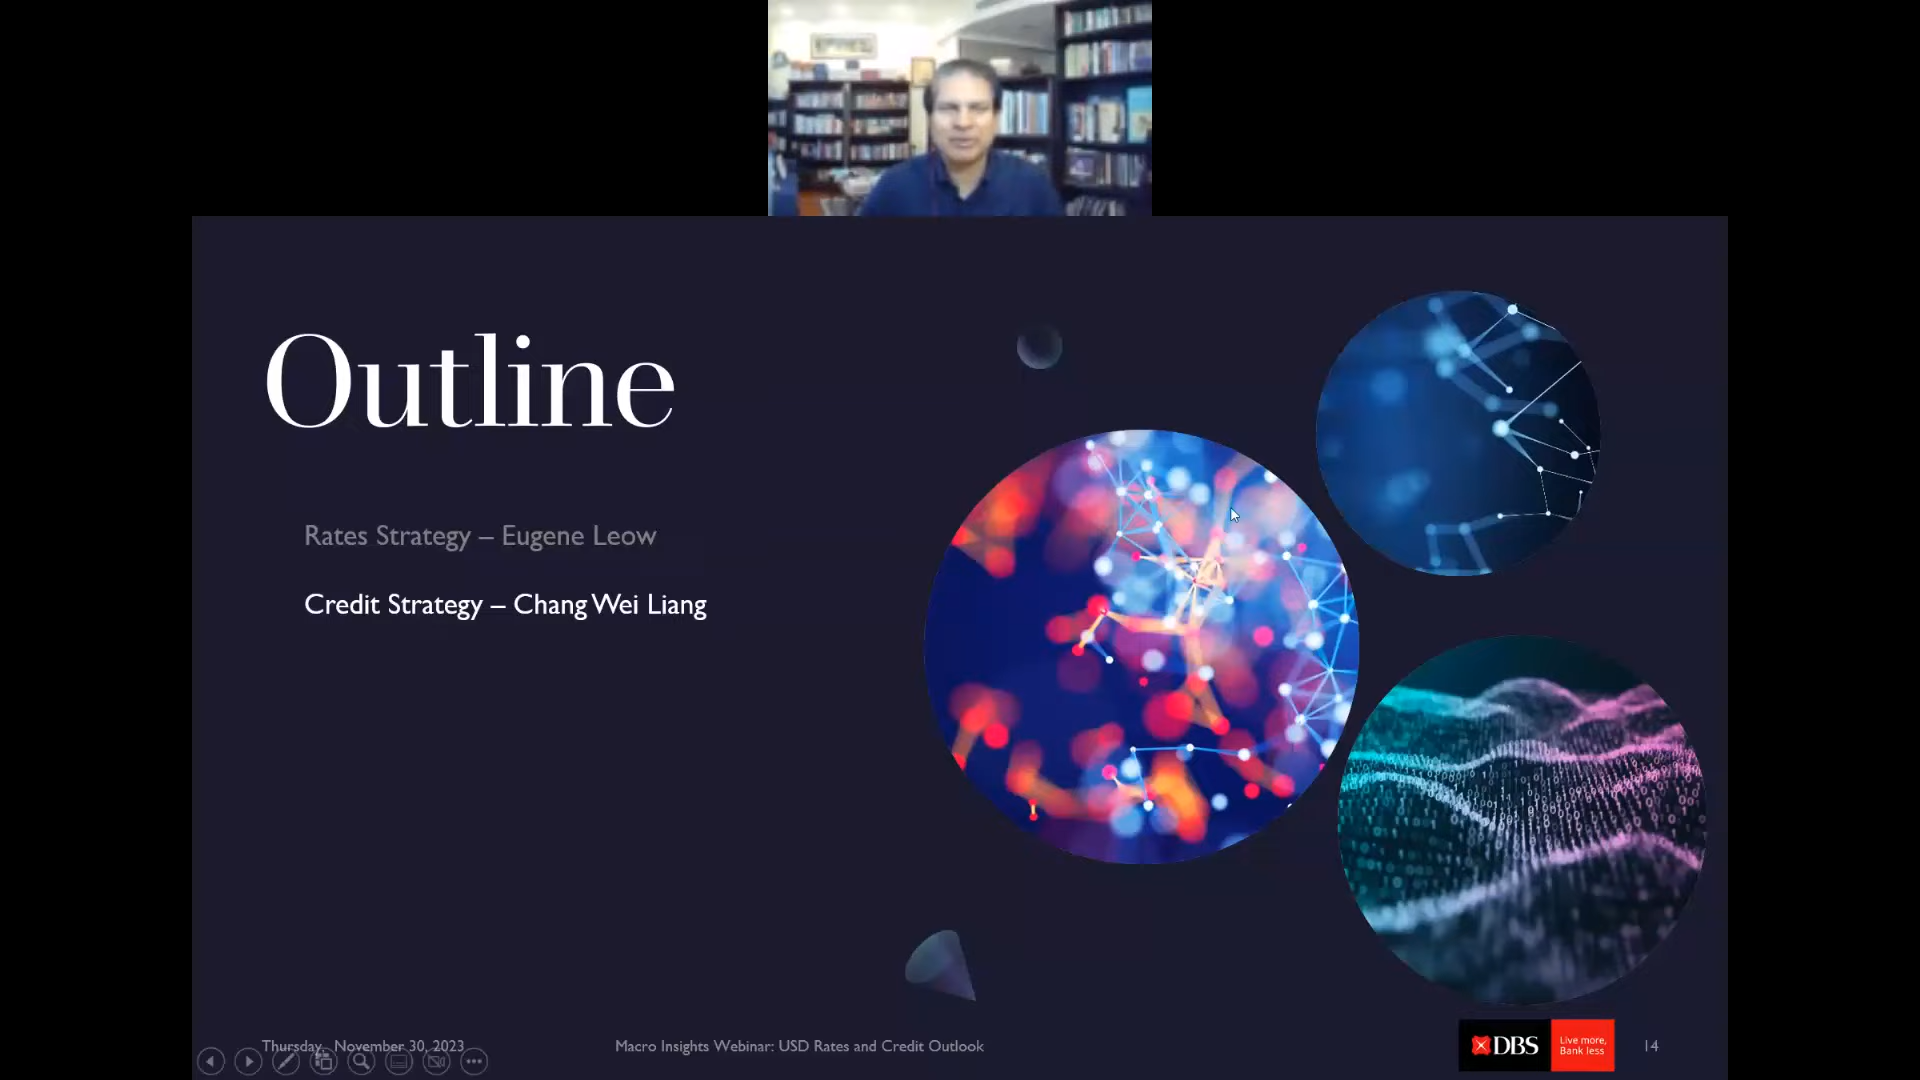 Outline
Rates Strategy – Eugene Leow
Credit Strategy – Chang Wei Liang
Thursday, November 30, 2023
Macro Insights Webinar: USD Rates and Credit Outlook
DBS
Live more,
Bank less
14